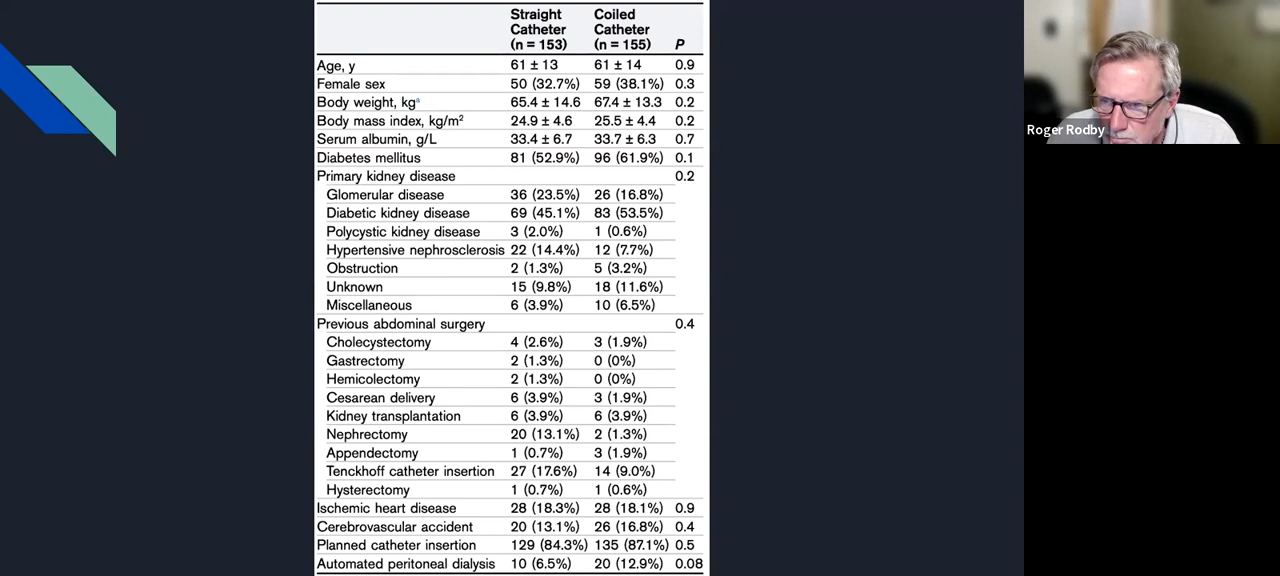 Straight Catheter (n = 153) Coiled Catheter (n = 155) P
Age, y 61 ± 13 61 ± 14 0.9
Female sex 50 (32.7%) 59 (38.1%) 0.3
Body weight, kgᵃ 65.4 ± 14.6 67.4 ± 13.3 0.2
Body mass index, kg/m² 24.9 ± 4.6 25.5 ± 4.4 0.2
Serum albumin, g/L 33.4 ± 6.7 33.7 ± 6.3 0.7
Diabetes mellitus 81 (52.9%) 96 (61.9%) 0.1
Primary kidney disease 0.2
Glomerular disease 36 (23.5%) 26 (16.8%)
Diabetic kidney disease 69 (45.1%) 83 (53.5%)
Polycystic kidney disease 3 (2.0%) 1 (0.6%)
Hypertensive nephrosclerosis 22 (14.4%) 12 (7.7%)
Obstruction 2 (1.3%) 5 (3.2%)
Unknown 15 (9.8%) 18 (11.6%)
Miscellaneous 6 (3.9%) 10 (6.5%)
Previous abdominal surgery 0.4
Cholecystectomy 4 (2.6%) 3 (1.9%)
Gastrectomy 2 (1.3%) 0 (0%)
Hemicolectomy 2 (1.3%) 0 (0%)
Cesarean delivery 6 (3.9%) 3 (1.9%)
Kidney transplantation 6 (3.9%) 6 (3.9%)
Nephrectomy 20 (13.1%) 2 (1.3%)
Appendectomy 1 (0.7%) 3 (1.9%)
Tenckhoff catheter insertion 27 (17.6%) 14 (9.0%)
Hysterectomy 1 (0.7%) 1 (0.6%)
Ischemic heart disease 28 (18.3%) 28 (18.1%) 0.9
Cerebrovascular accident 20 (13.1%) 26 (16.8%) 0.4
Planned catheter insertion 129 (84.3%) 135 (87.1%) 0.5
Automated peritoneal dialysis 10 (6.5%) 20 (12.9%) 0.08
Roger Rodby